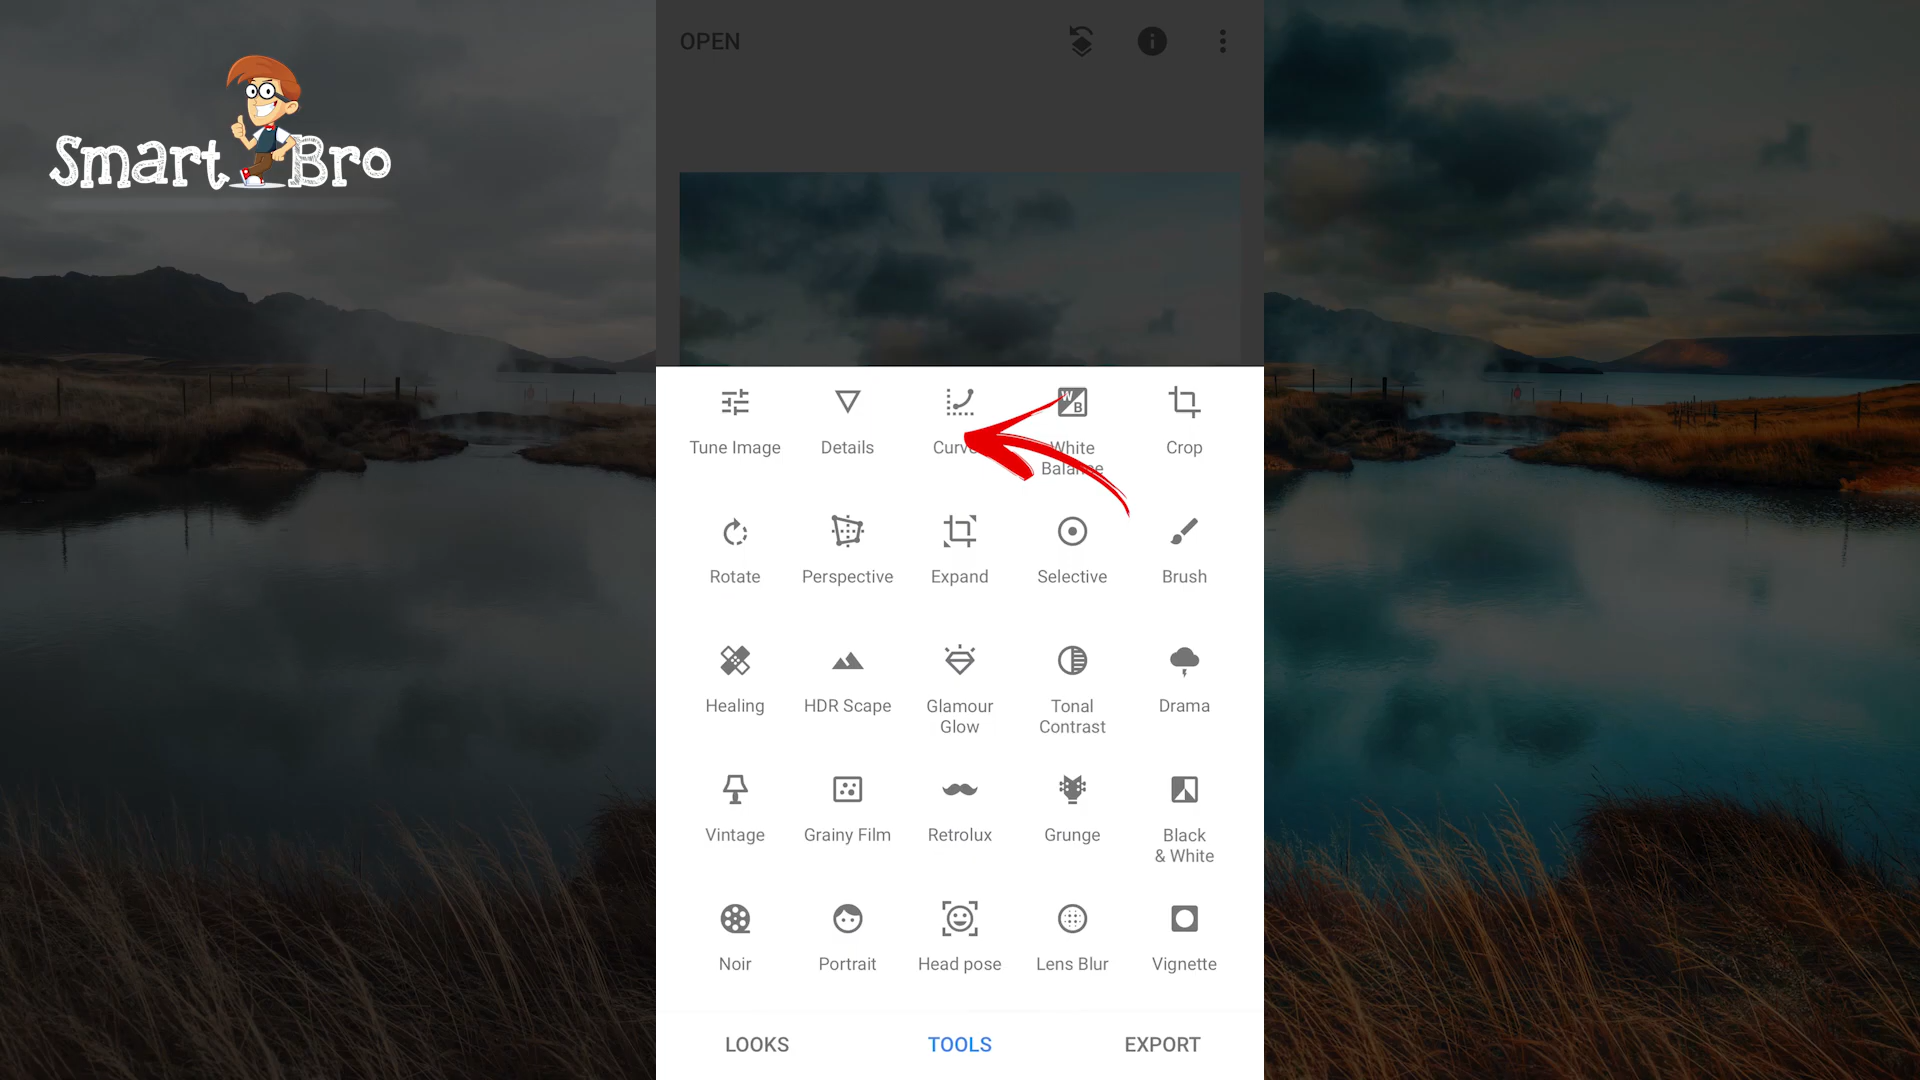 Smart Bro
OPEN
Tune Image
Details
Curv
White
Balance
Crop
Rotate
Perspective
Expand
Selective
Brush
Healing
HDR Scape
Glamour
Glow
Tonal
Contrast
Drama
Vintage
Grainy Film
Retrolux
Grunge
Black
& White
Noir
Portrait
Head pose
Lens Blur
Vignette
LOOKS
TOOLS
EXPORT